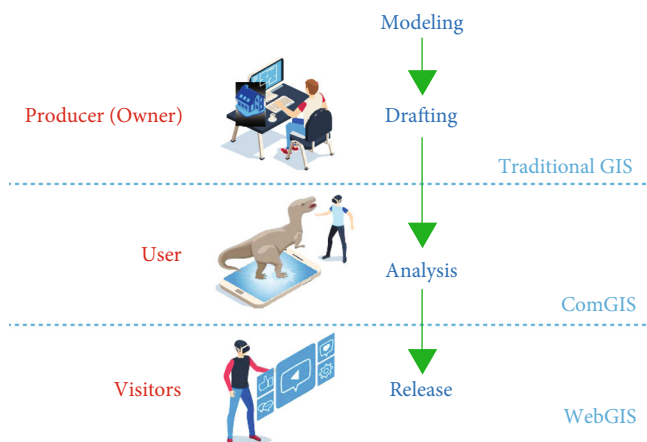 Modeling
Producer (Owner)
Drafting
Traditional GIS
User
Analysis
ComGIS
Visitors
Release
WebGIS